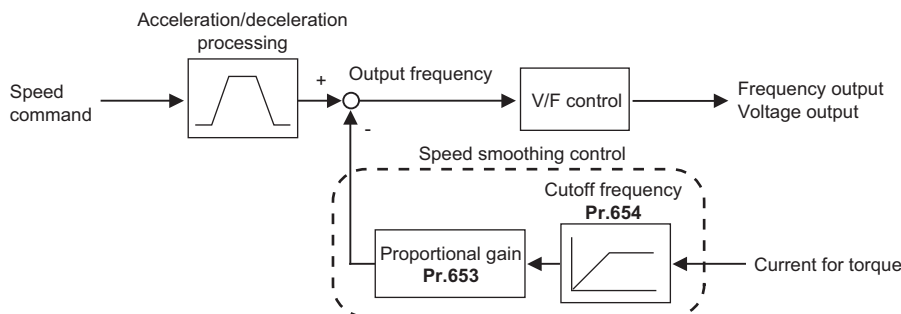 Acceleration/deceleration
processing
Speed
command
+
Output frequency
V/F control
Frequency output
Voltage output
-
Speed smoothing control
Cutoff frequency
Pr.654
Proportional gain
Pr.653
Current for torque